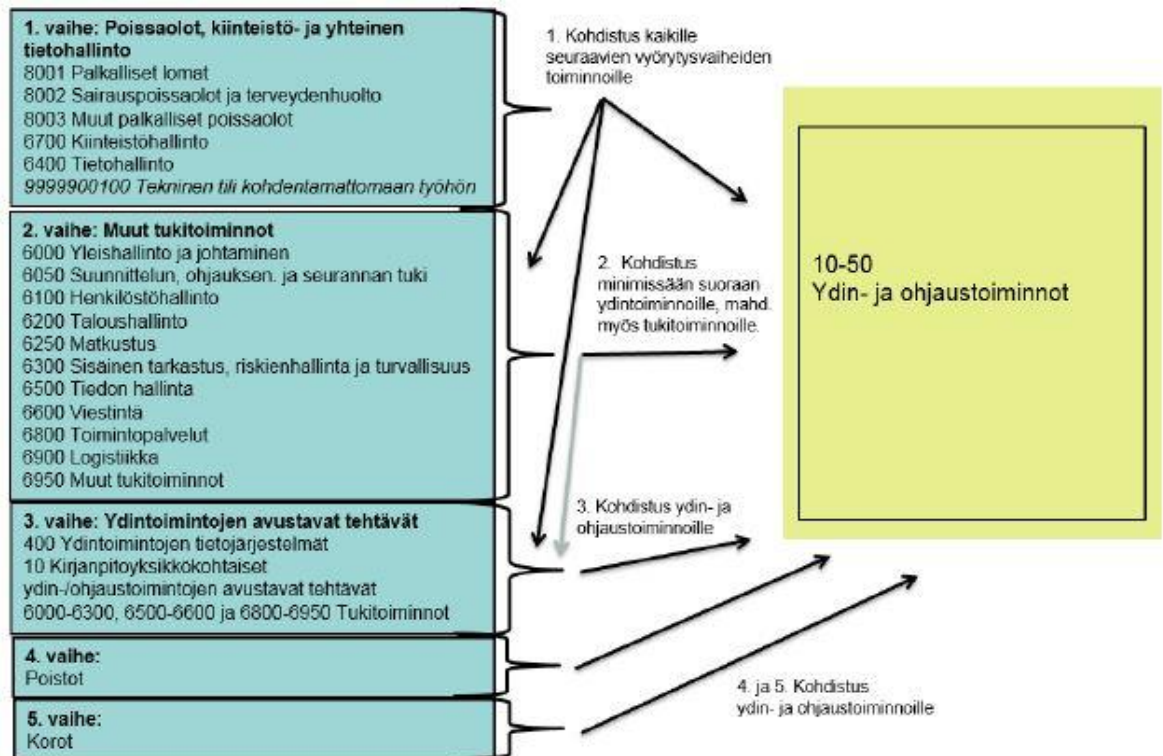 1. vaihe: Poissaolot, kiinteistö- ja yhteinen
tietohallinto
8001 Palkalliset lomat
8002 Sairauspoissaolot ja terveydenhuolto
8003 Muut palkalliset poissaolot
6700 Kiinteistöhallinto
6400 Tietohallinto
9999900100 Tekninen tili kohdentamattomaan työhön
2. vaihe: Muut tukitoiminnot
6000 Yleishallinto ja johtaminen
6050 Suunnittelun, ohjauksen. ja seurannan tuki
6100 Henkilöstöhallinto
6200 Taloushallinto
6250 Matkustus
6300 Sisäinen tarkastus, riskienhallinta ja turvallisuus
6500 Tiedon hallinta
6600 Viestintä
6800 Toimintopalvelut
6900 Logistiikka
6950 Muut tukitoiminnot
3. vaihe: Ydintoimintojen avustavat tehtävät
400 Ydintoimintojen tietojärjestelmät
10 Kirjanpitoyksikkökohtaiset
ydin-/ohjaustoimintojen avustavat tehtävät
6000-6300, 6500-6600 ja 6800-6950 Tukitoiminnot
4. vaihe:
Poistot
5. vaihe:
Korot
1. Kohdistus kaikille
seuraavien vyörytysvaiheiden
toiminnoille
2. Kohdistus
minimissään suoraan
ydintoiminnoille, mahd.
myös tukitoiminnoille.
3. Kohdistus ydin- ja
ohjaustoiminnoille
4. ja 5. Kohdistus
ydin- ja ohjaustoiminnoille
10-50
Ydin- ja ohjaustoiminnot